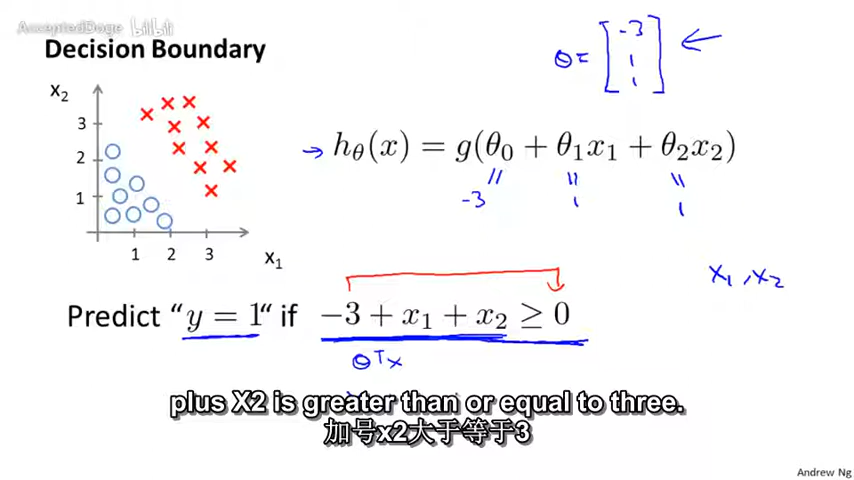 AcceptedDoge bilibili
Decision Boundary
θ = [-3 1 1] ←
x₂
3
2
1
1 2 3
x₁
→ hθ(x) = g(θ₀ + θ₁x₁ + θ₂x₂)
-3 1 1
x₁, x₂
Predict “y = 1“ if −3 + x₁ + x₂ ≥ 0
θᵀx
plus X2 is greater than or equal to three.
加号x2大于等于3
Andrew Ng